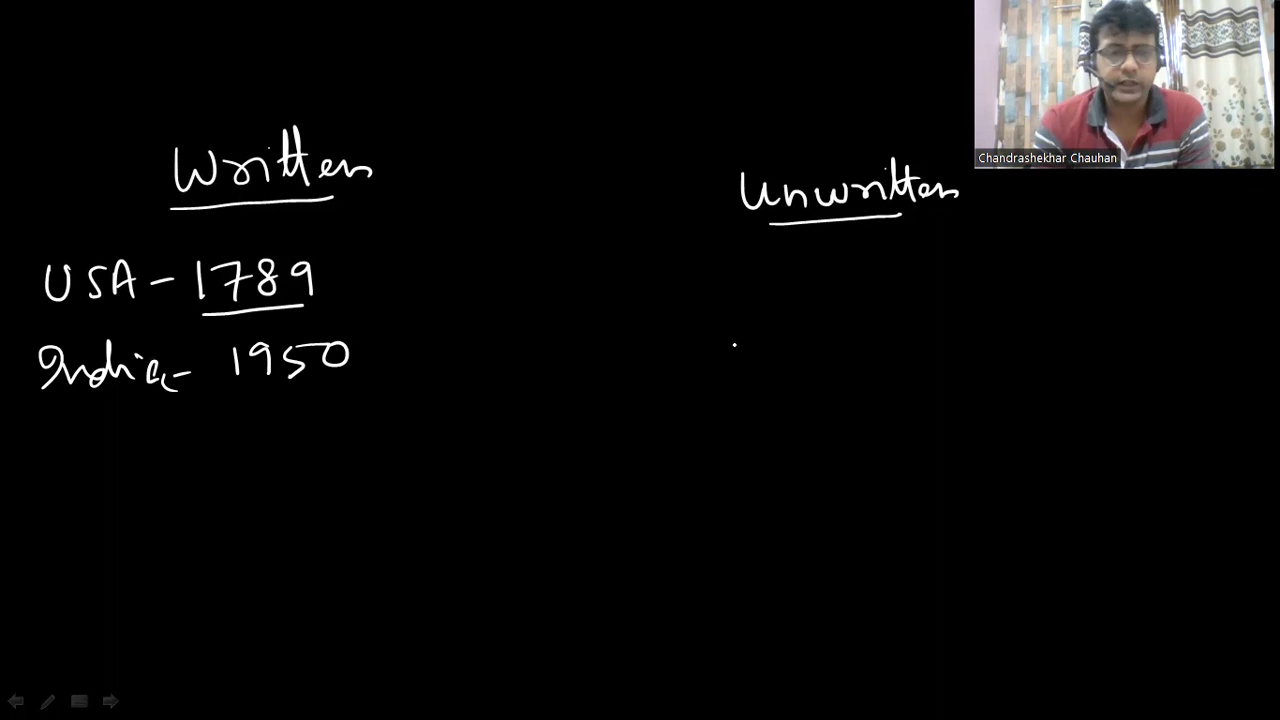 Chandrashekhar Chauhan
Written
Unwritten
USA - 1789
India - 1950